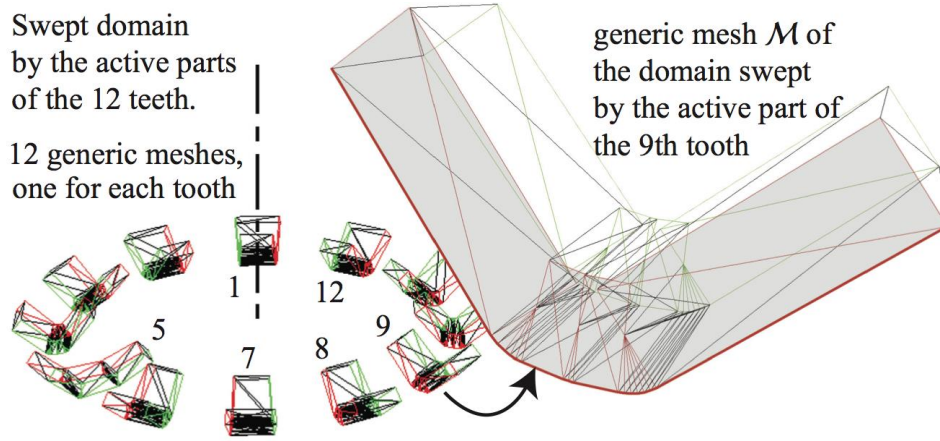 Swept domain
by the active parts
of the 12 teeth.
12 generic meshes,
one for each tooth
generic mesh M of
the domain swept
by the active part of
the 9th tooth
1
12
5
9
7
8